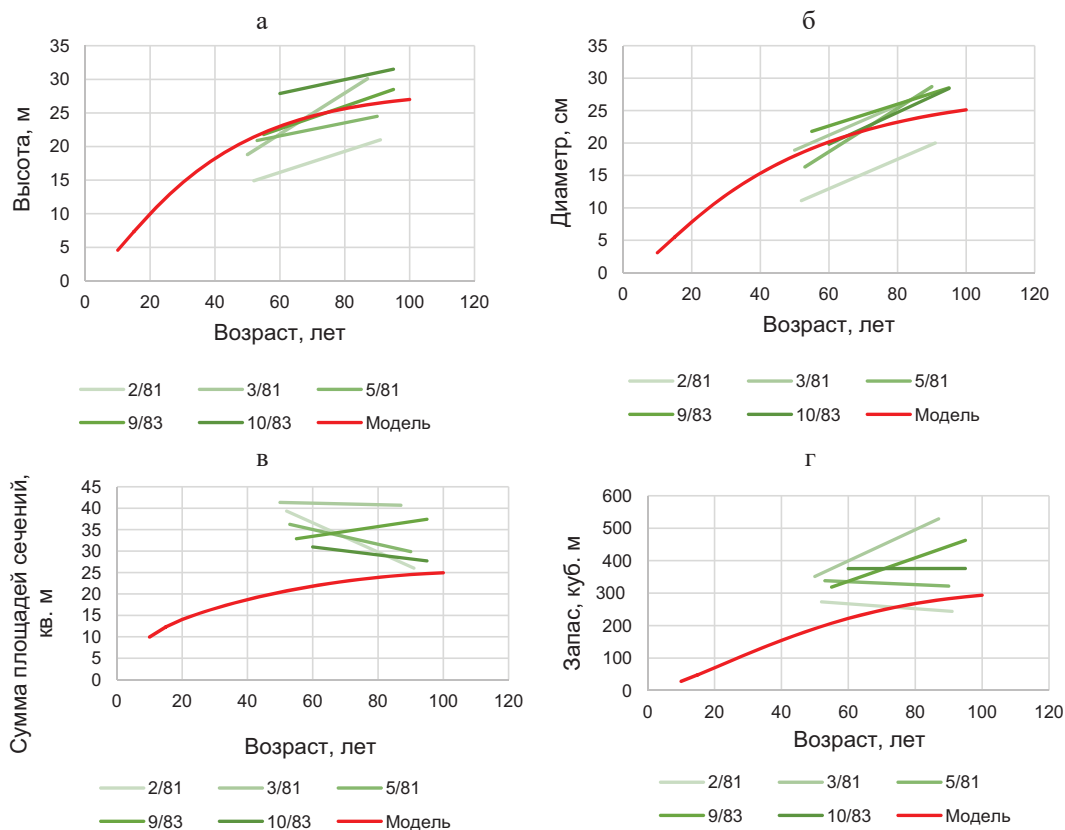 а
35
30
25
20
15
10
5
0
0 20 40 60 80 100 120
Высота, м
Возраст, лет
2/81 3/81 5/81
9/83 10/83 Модель
б
35
30
25
20
15
10
5
0
0 20 40 60 80 100 120
Диаметр, см
Возраст, лет
2/81 3/81 5/81
9/83 10/83 Модель
в
45
40
35
30
25
20
15
10
5
0
0 20 40 60 80 100 120
Сумма площадей сечений,
кв. м
Возраст, лет
2/81 3/81 5/81
9/83 10/83 Модель
г
600
500
400
300
200
100
0
0 20 40 60 80 100 120
Запас, куб. м
Возраст, лет
2/81 3/81 5/81
9/83 10/83 Модель